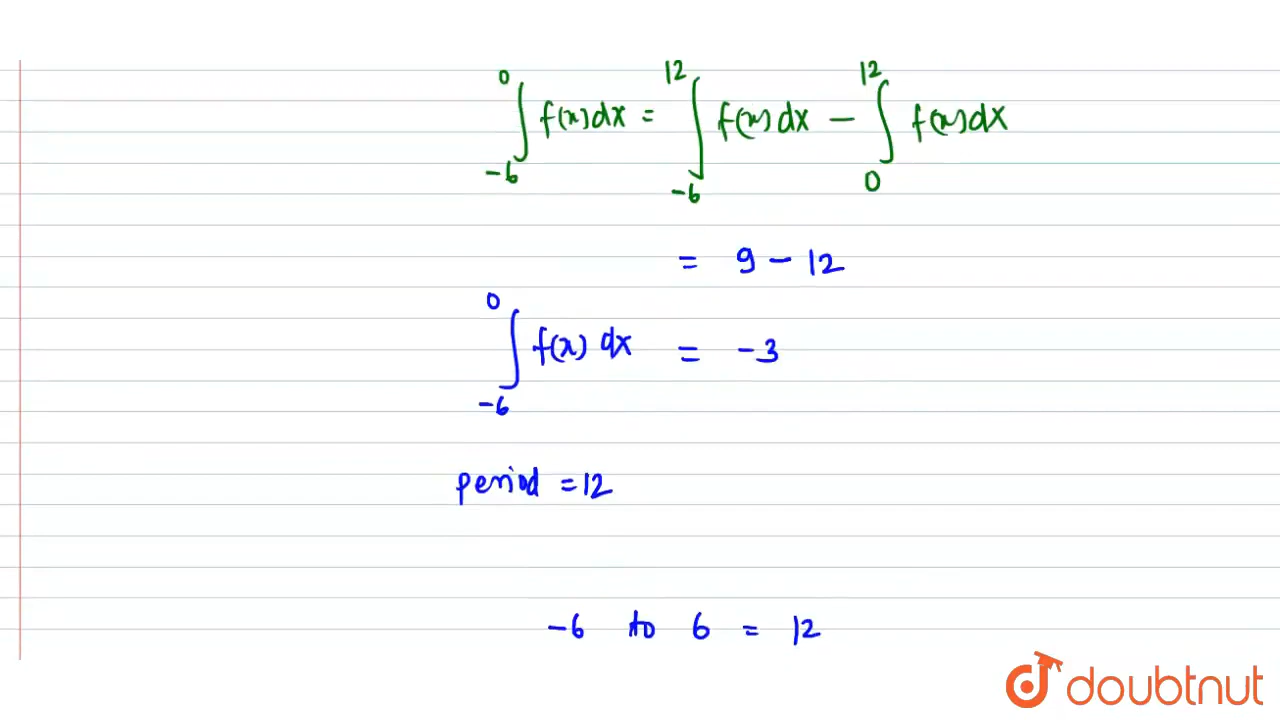 ∫_{-6}^{0} f(x)dx = ∫_{-6}^{12} f(x)dx − ∫_{0}^{12} f(x)dx
= 9 − 12
∫_{-6}^{0} f(x) dx = −3
period = 12
−6 to 6 = 12
doubtnut